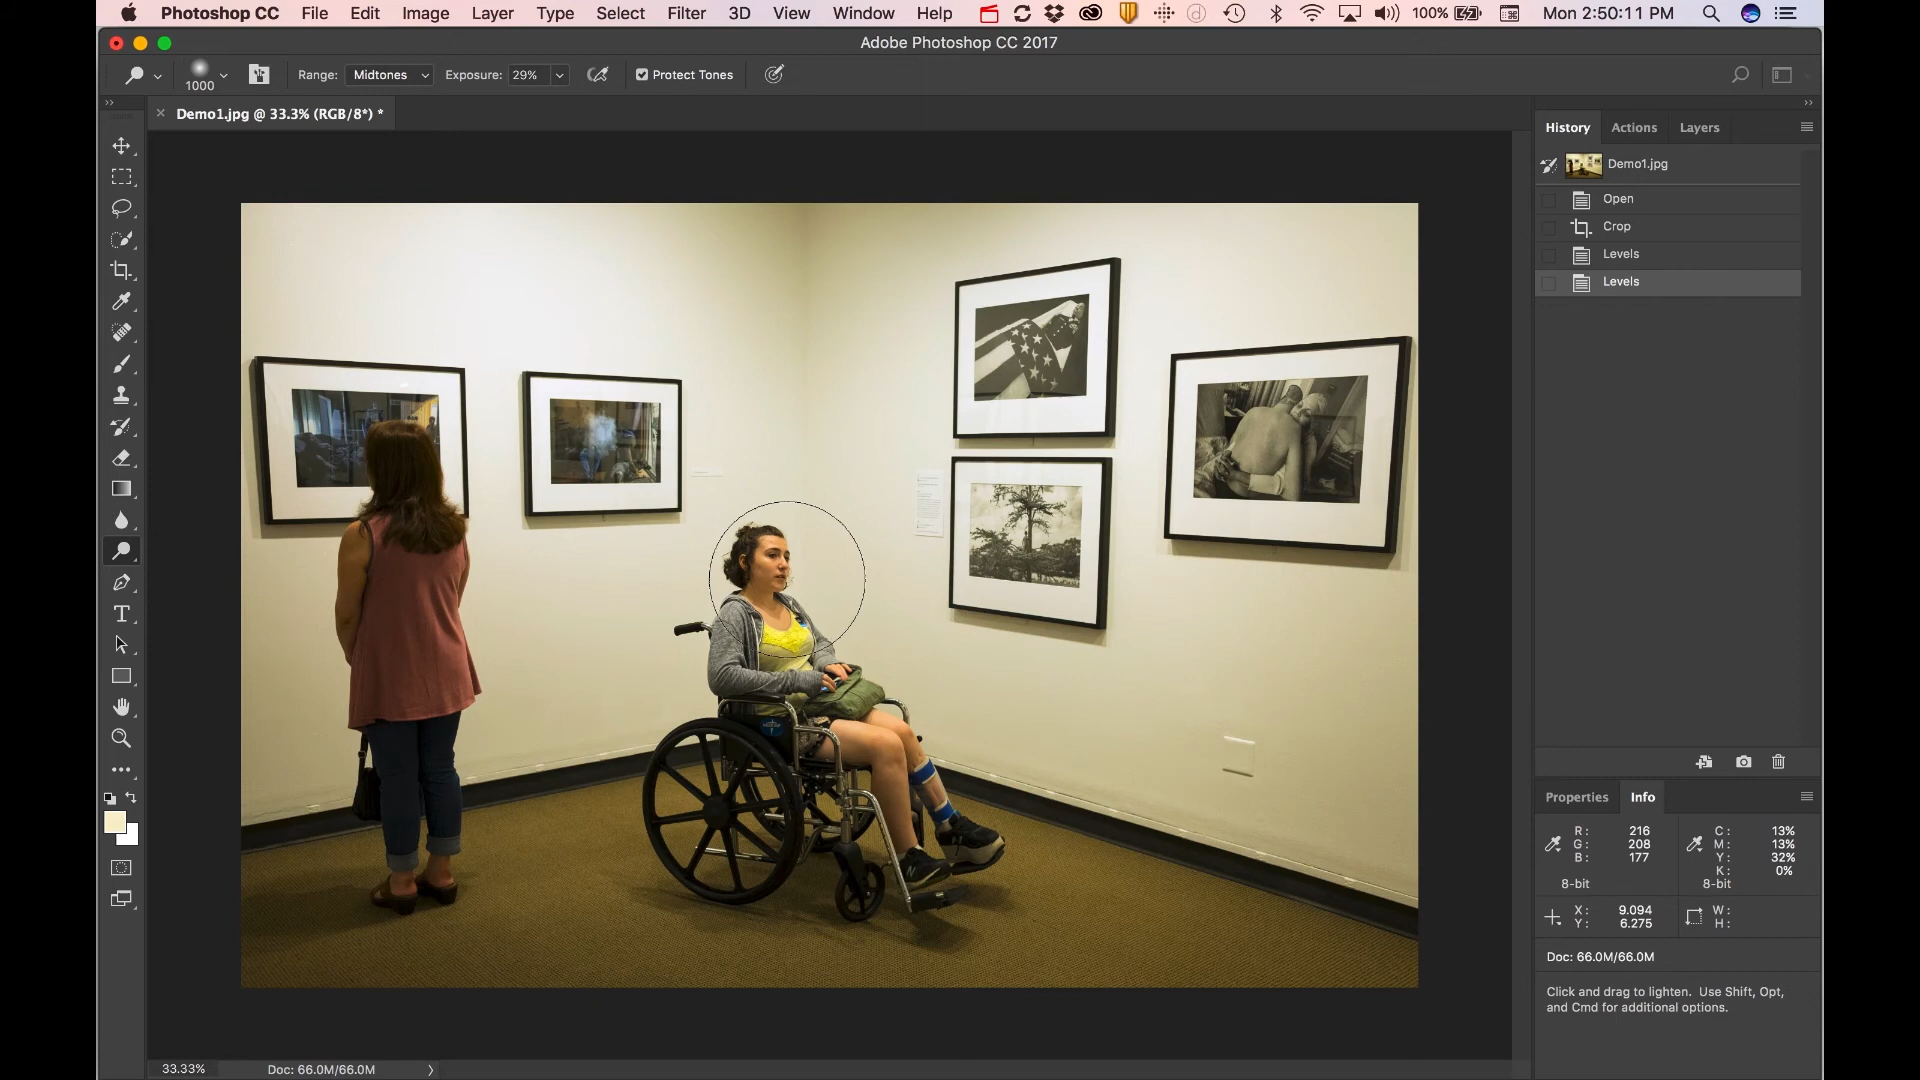 Photoshop CC File Edit Image Layer Type Select Filter 3D View Window Help 100% Mon 2:50:11 PM
Adobe Photoshop CC 2017
1000 Range: Midtones Exposure: 29% Protect Tones
Demo1.jpg @ 33.3% (RGB/8*) *
History Actions Layers
Demo1.jpg
Open
Crop
Levels
Levels
Properties Info
R: 216 C: 13%
G: 208 M: 13%
B: 177 Y: 32%
K: 0%
8-bit 8-bit
X: 9.094 W:
Y: 6.275 H:
Doc: 66.0M/66.0M
Click and drag to lighten. Use Shift, Opt,
and Cmd for additional options.
33.33% Doc: 66.0M/66.0M